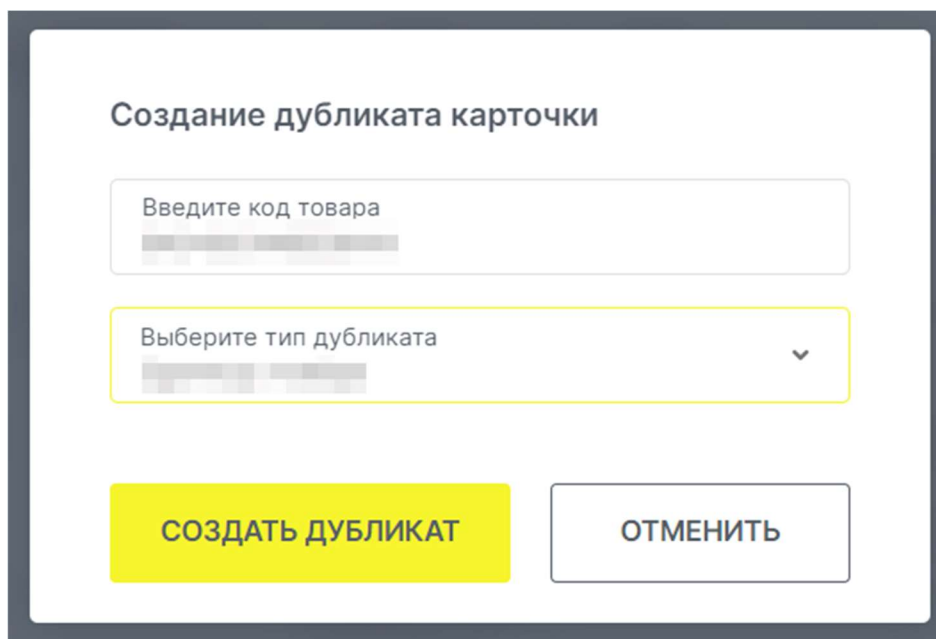 Создание дубликата карточки
Введите код товара
Выберите тип дубликата
СОЗДАТЬ ДУБЛИКАТ
ОТМЕНИТЬ